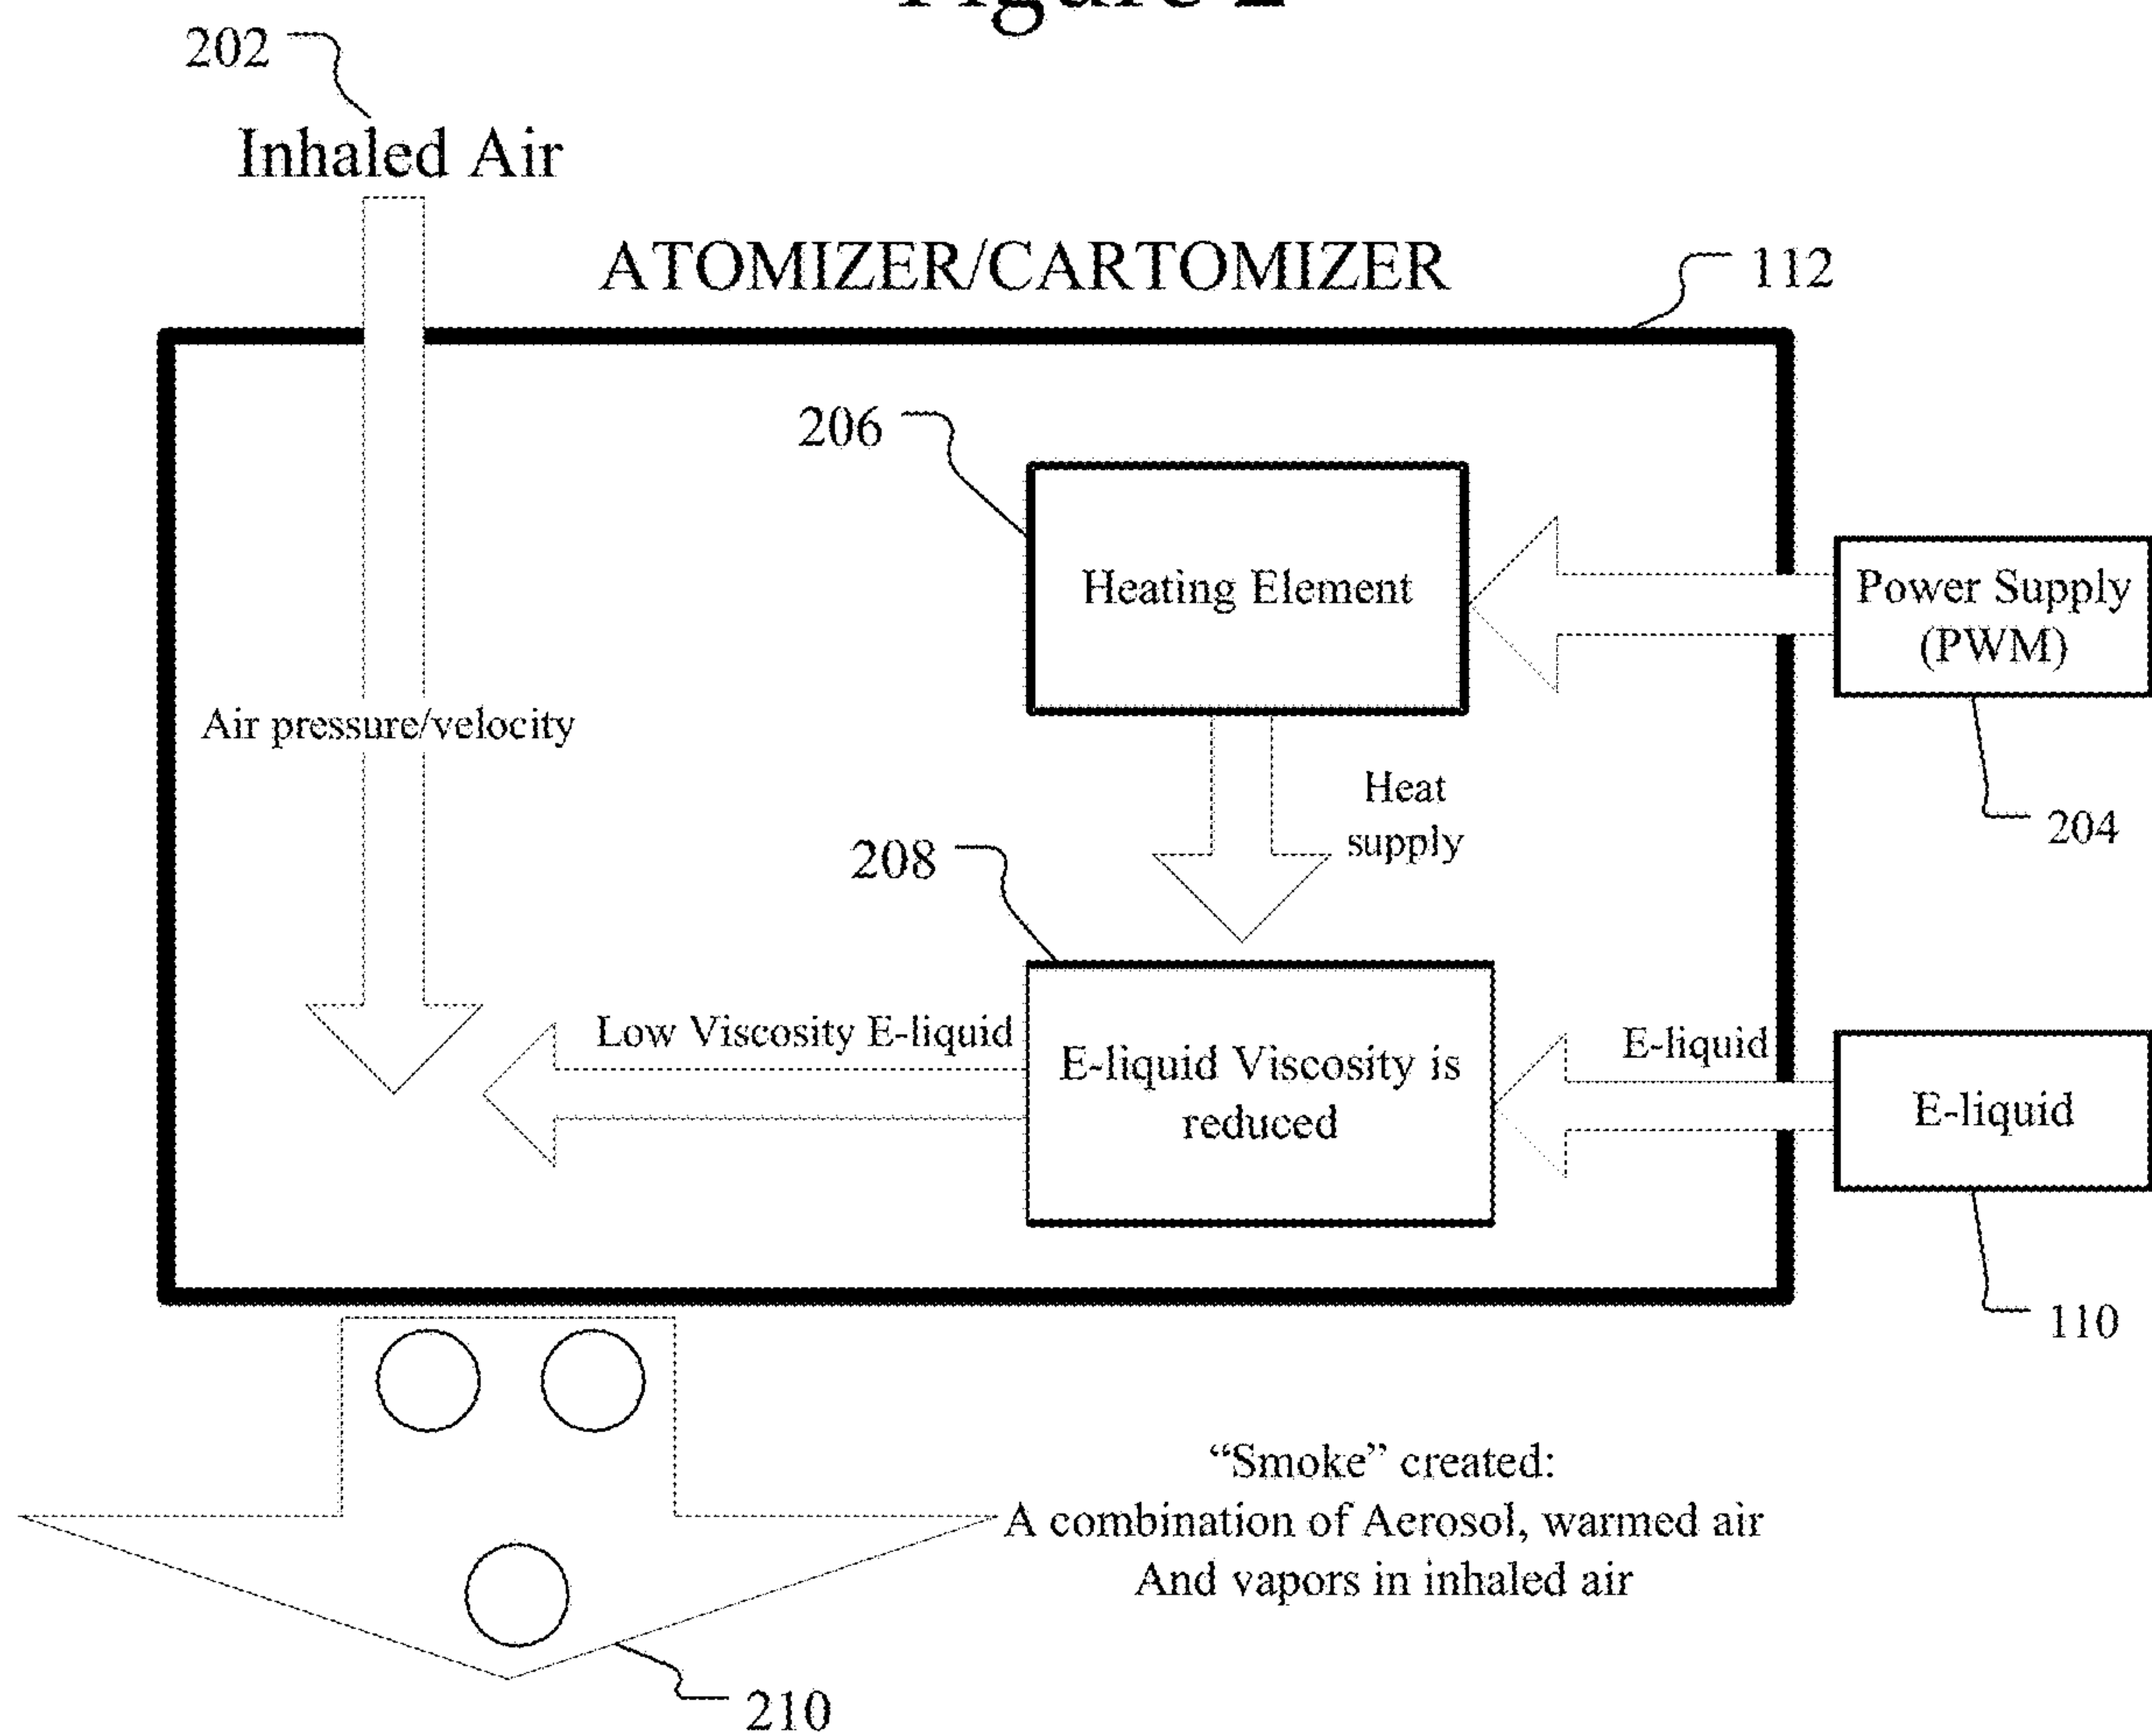 202
Inhaled Air
ATOMIZER/CARTOMIZER
112
206
Heating Element
Power Supply
(PWM)
Air pressure/velocity
Heat
supply
204
208
Low Viscosity E-liquid
E-liquid Viscosity is
reduced
E-liquid
E-liquid
110
“Smoke” created:
A combination of Aerosol, warmed air
And vapors in inhaled air
210